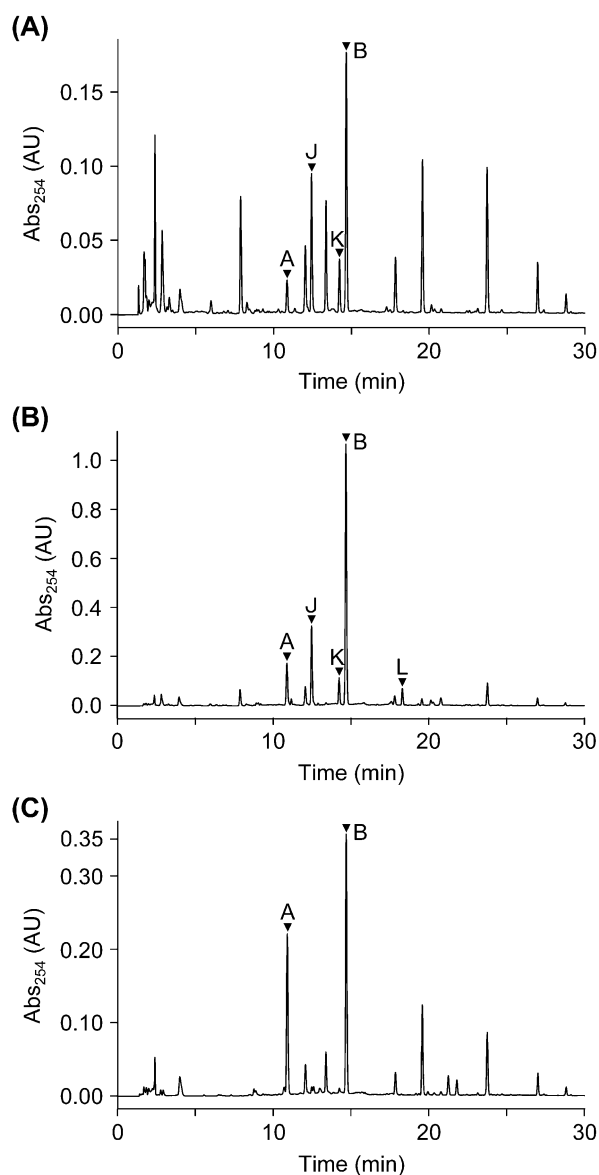 (A)
B
0.15
J
0.10
Abs254 (AU)
K
0.05
A
0.00
0 10 20 30
Time (min)
(B)
B
1.0
0.8
Abs254 (AU)
0.6
J
0.4
A
K
0.2
L
0.0
0 10 20 30
Time (min)
(C)
0.35
B
0.30
A
Abs254 (AU)
0.20
0.10
0.00
0 10 20 30
Time (min)